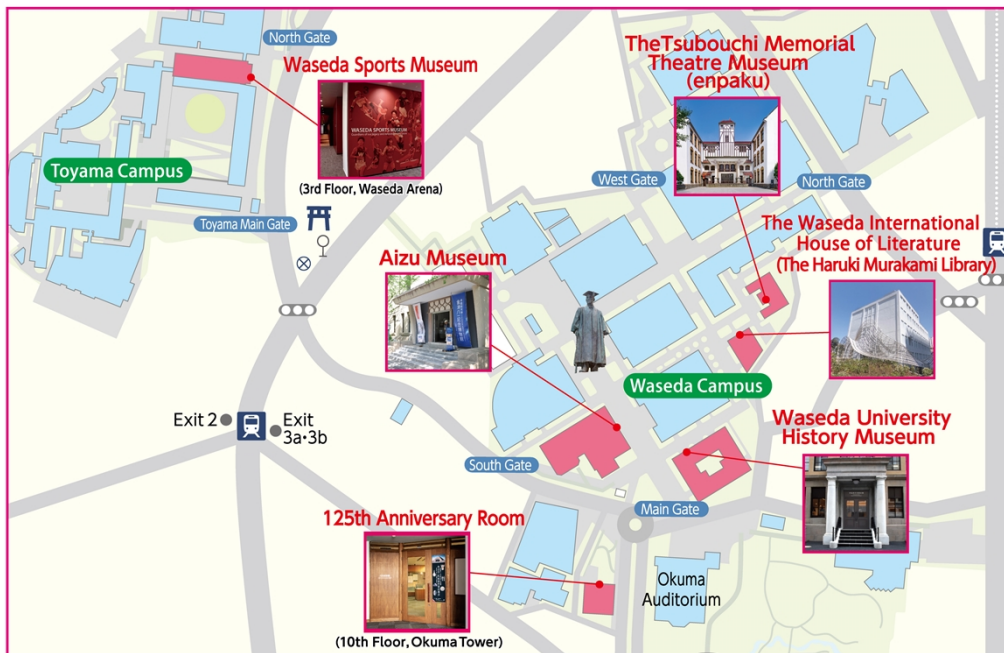 North Gate
Waseda Sports Museum
WASEDA SPORTS MUSEUM
(3rd Floor, Waseda Arena)
Toyama Campus
Toyama Main Gate
TheTsubouchi Memorial
Theatre Museum
(enpaku)
West Gate
North Gate
The Waseda International
House of Literature
(The Haruki Murakami Library)
Aizu Museum
Waseda Campus
Exit 2
Exit
3a•3b
South Gate
Waseda University
History Museum
Main Gate
125th Anniversary Room
(10th Floor, Okuma Tower)
Okuma
Auditorium